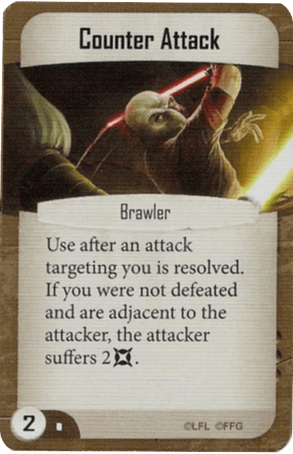 Counter Attack
Brawler
Use after an attack
targeting you is resolved.
If you were not defeated
and are adjacent to the
attacker, the attacker
suffers 2.
2
©LFL ©FFG